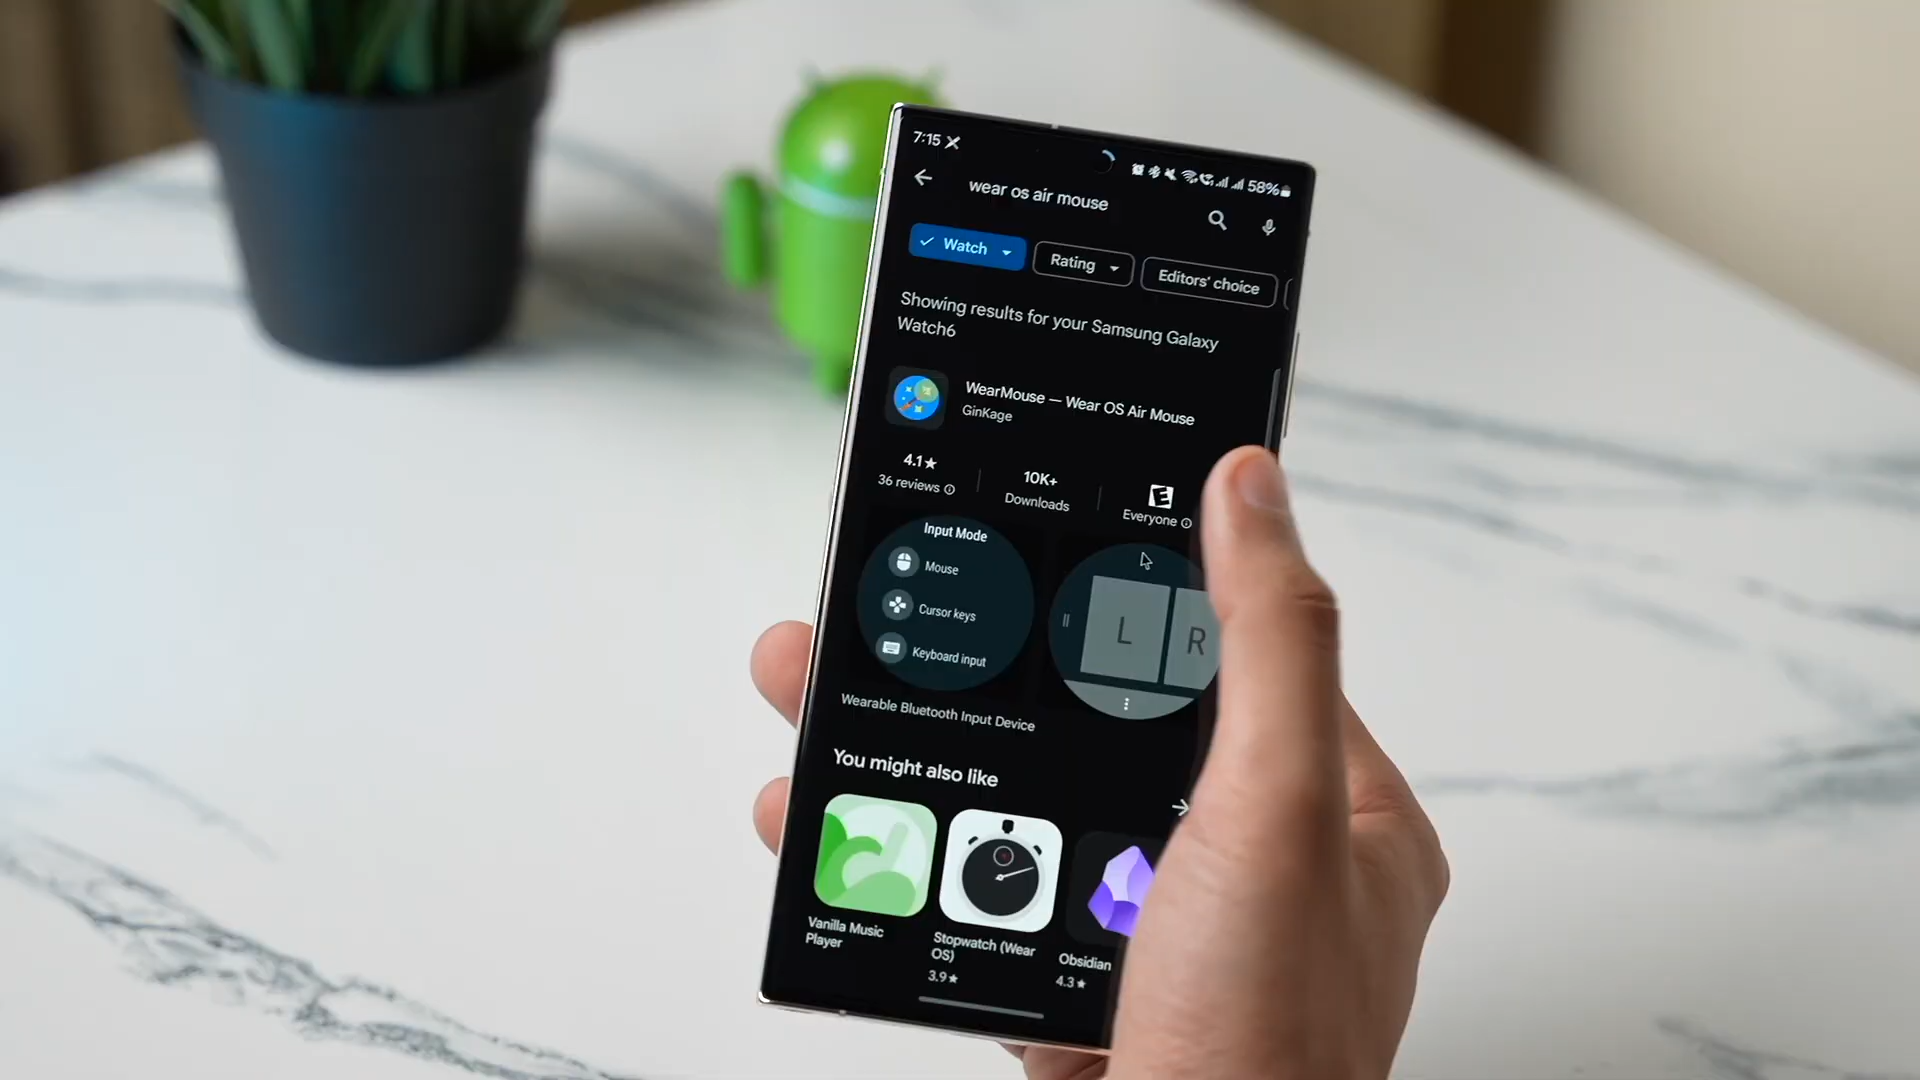 7:15
58%
wear os air mouse
Watch
Rating
Editors' choice
Showing results for your Samsung Galaxy
Watch6
WearMouse — Wear OS Air Mouse
GinKage
4.1★
36 reviews
10K+
Downloads
E
Everyone
Input Mode
Mouse
Cursor keys
Keyboard input
L
R
Wearable Bluetooth Input Device
You might also like
Vanilla Music
Player
Stopwatch (Wear
OS)
3.9★
Obsidian
4.3★